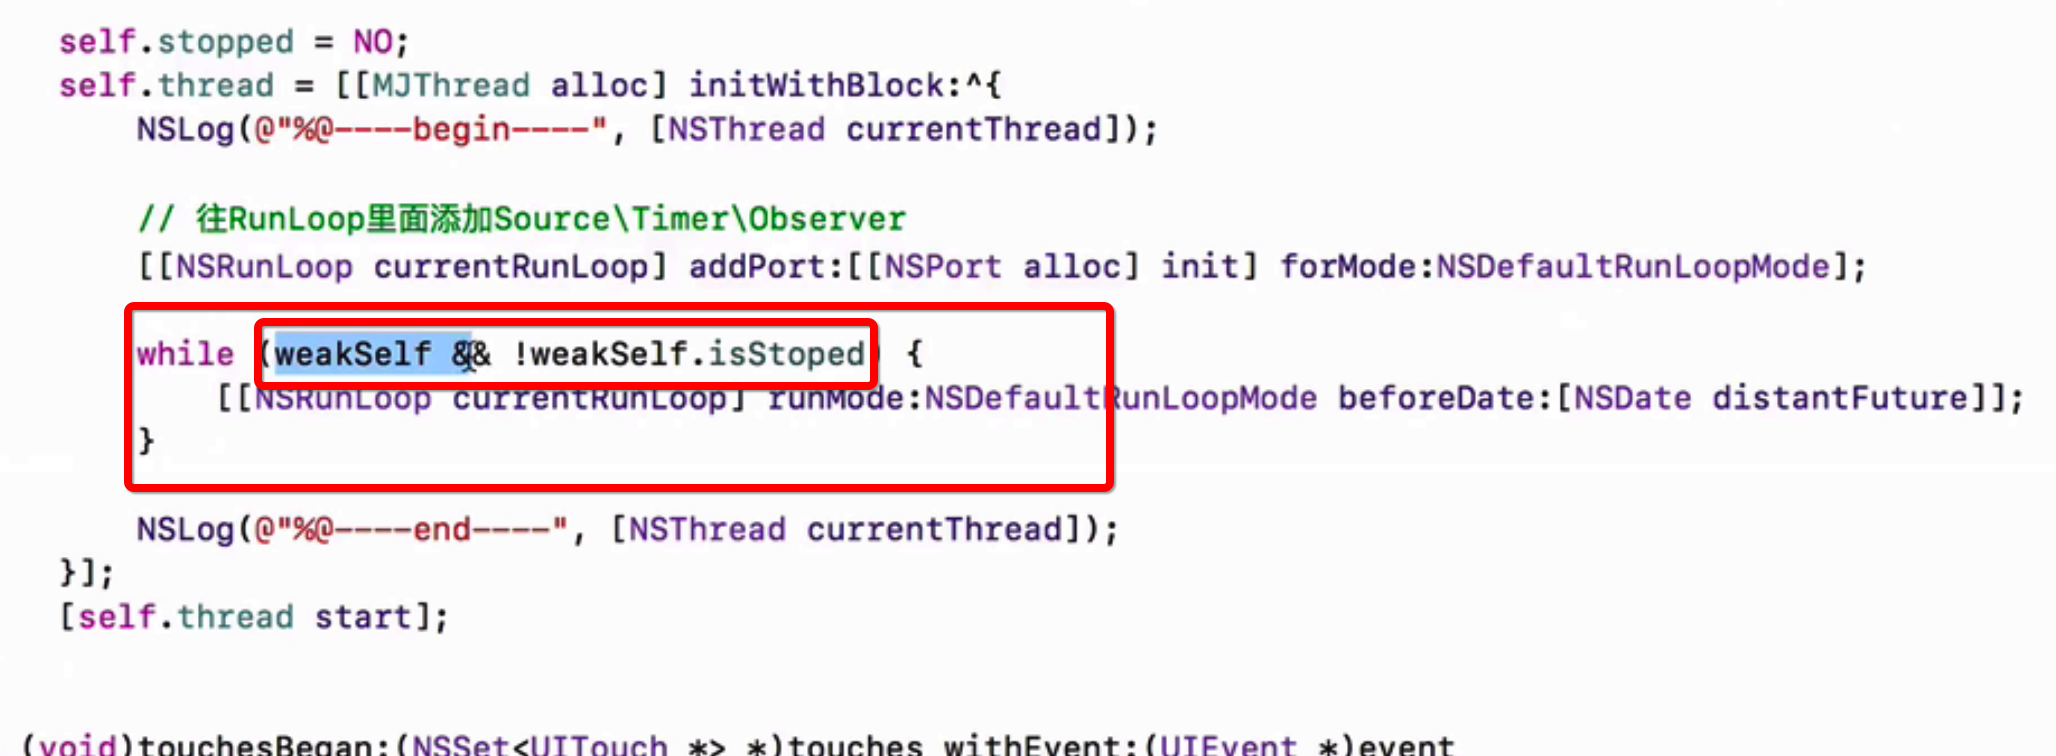 self.stopped = NO;
self.thread = [[MJThread alloc] initWithBlock:^{
NSLog(@"%@----begin----", [NSThread currentThread]);
// 往RunLoop里面添加Source\Timer\Observer
[[NSRunLoop currentRunLoop] addPort:[[NSPort alloc] init] forMode:NSDefaultRunLoopMode];
while (weakSelf && !weakSelf.isStoped) {
[[NSRunLoop currentRunLoop] runMode:NSDefaultRunLoopMode beforeDate:[NSDate distantFuture]];
}
NSLog(@"%@----end----", [NSThread currentThread]);
}];
[self.thread start];
(void)touchesBegan:(NSSet<UITouch *> *)touches withEvent:(UIEvent *)event